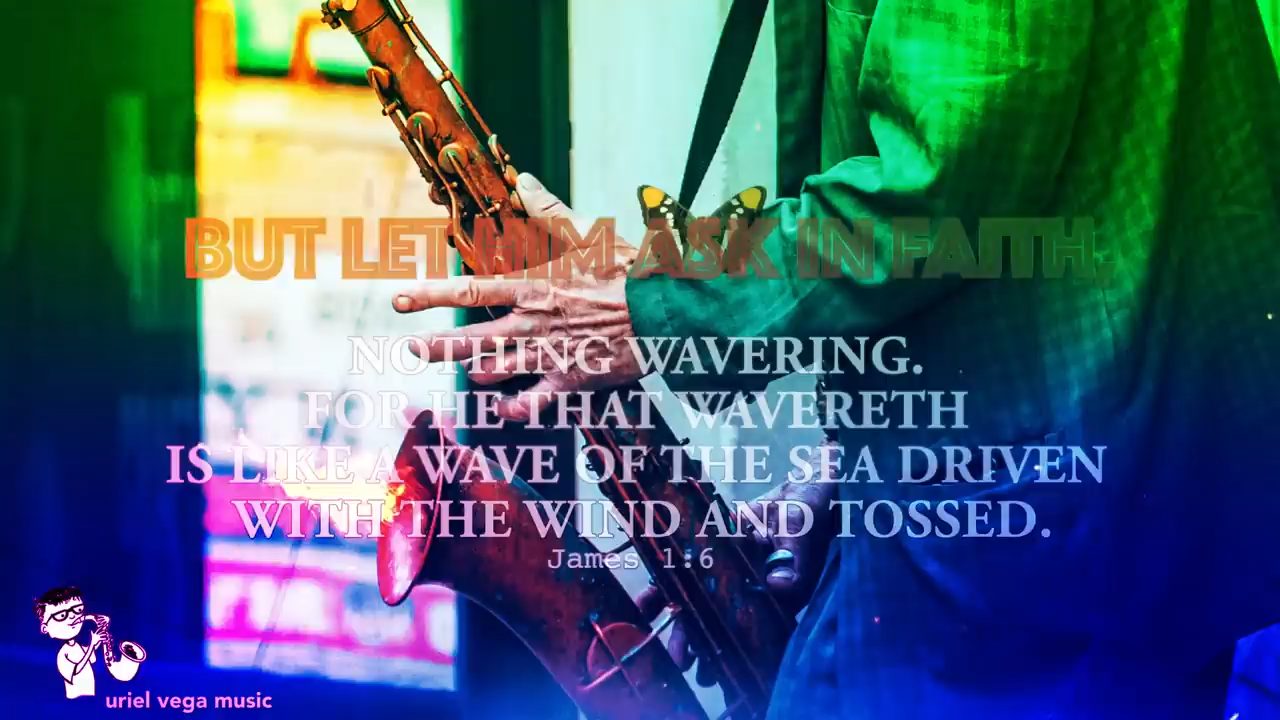 BUT LET HIM ASK IN FAITH,
NOTHING WAVERING.
FOR HE THAT WAVERETH
IS LIKE A WAVE OF THE SEA DRIVEN
WITH THE WIND AND TOSSED.
James 1:6
uriel vega music